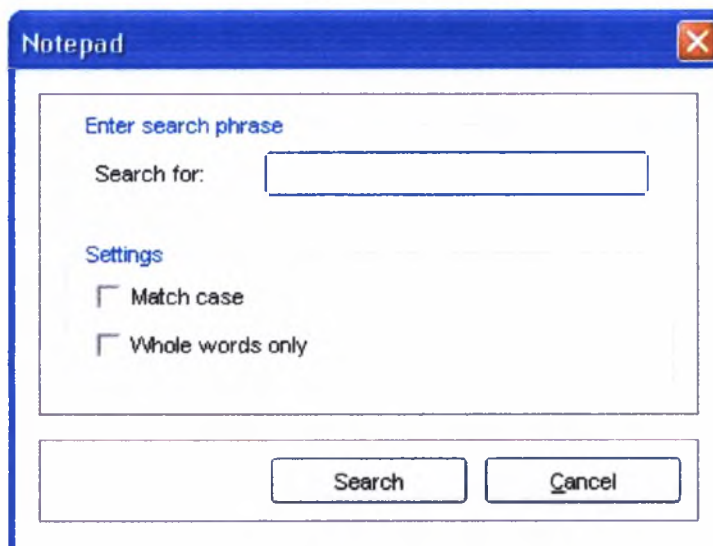 Notepad
Enter search phrase
Search for:
Settings
Match case
Whole words only
Search Cancel